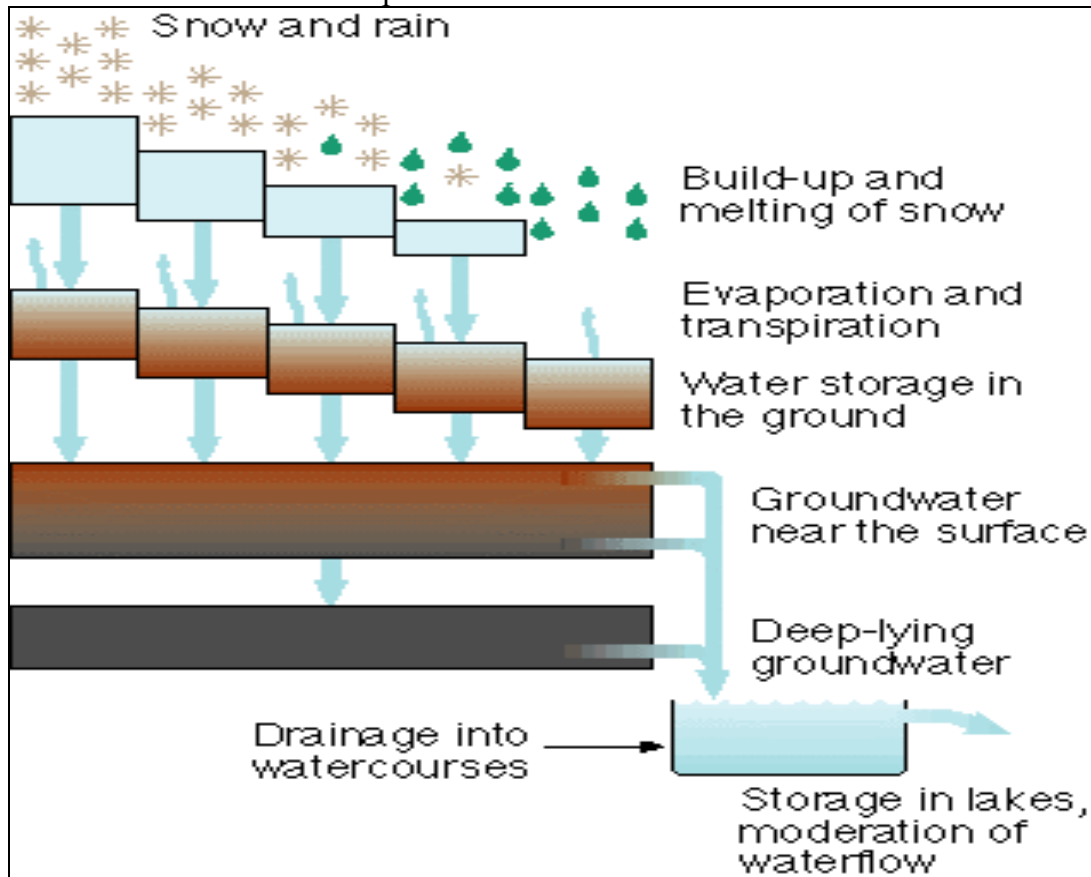 Snow and rain
Build-up and
melting of snow
Evaporation and
transpiration
Water storage in
the ground
Groundwater
near the surface
Deep-lying
groundwater
Drainage into
watercourses
Storage in lakes,
moderation of
waterflow